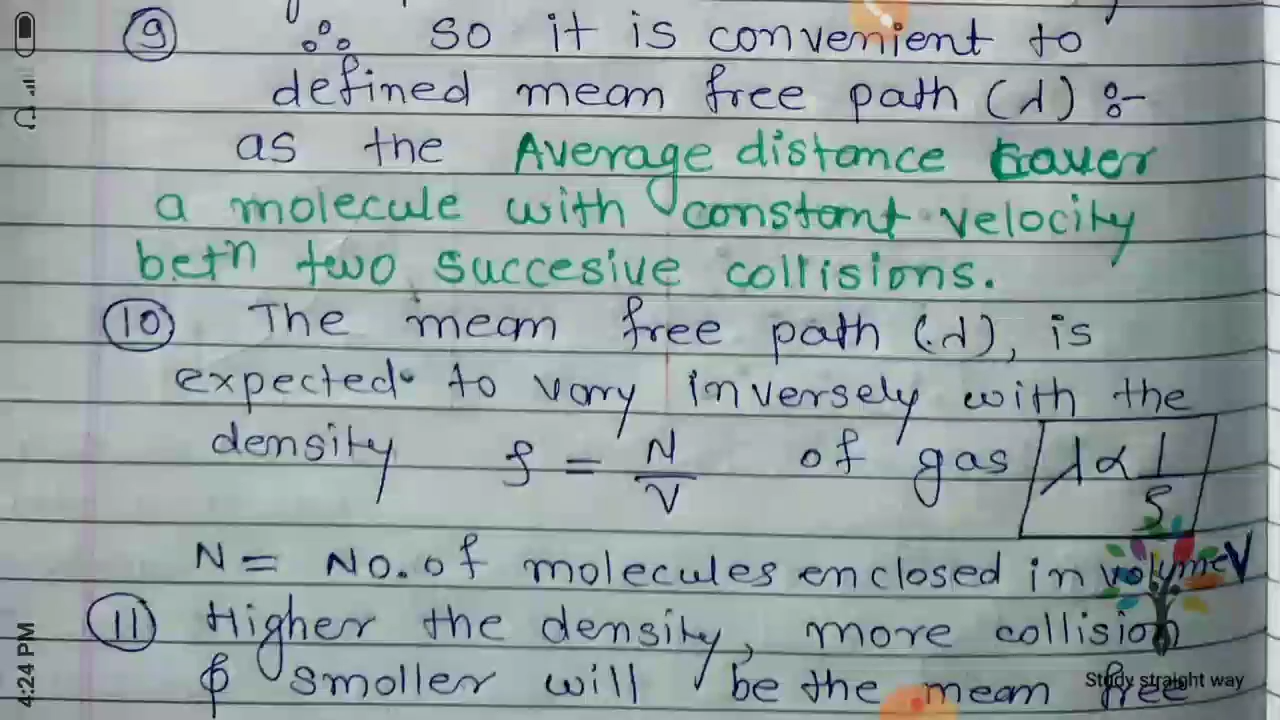 9 ∴ so it is convenient to
defined mean free path (λ) :-
as the Average distance traver
a molecule with constant velocity
betn two succesive collisions.
10 The mean free path (λ), is
expected to vary inversely with the
density ρ = N/V of gas λ ∝ 1/ρ
N = No. of molecules enclosed in volume V
11 Higher the density, more collision
& smaller will be the mean free
Study straight way
4:24 PM